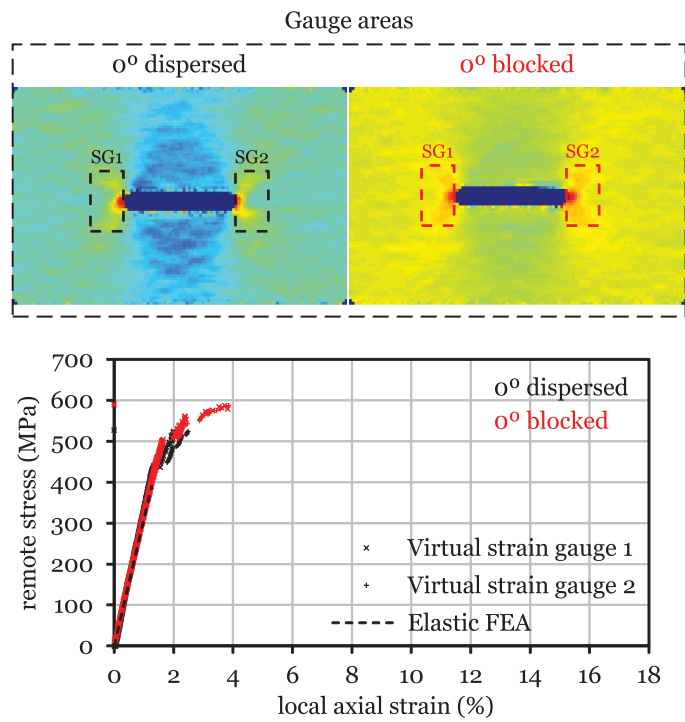 Gauge areas
0º dispersed
0º blocked
SG1
SG2
SG1
SG2
700
600
500
400
300
200
100
0
remote stress (MPa)
0º dispersed
0º blocked
Virtual strain gauge 1
Virtual strain gauge 2
Elastic FEA
0 2 4 6 8 10 12 14 16 18
local axial strain (%)